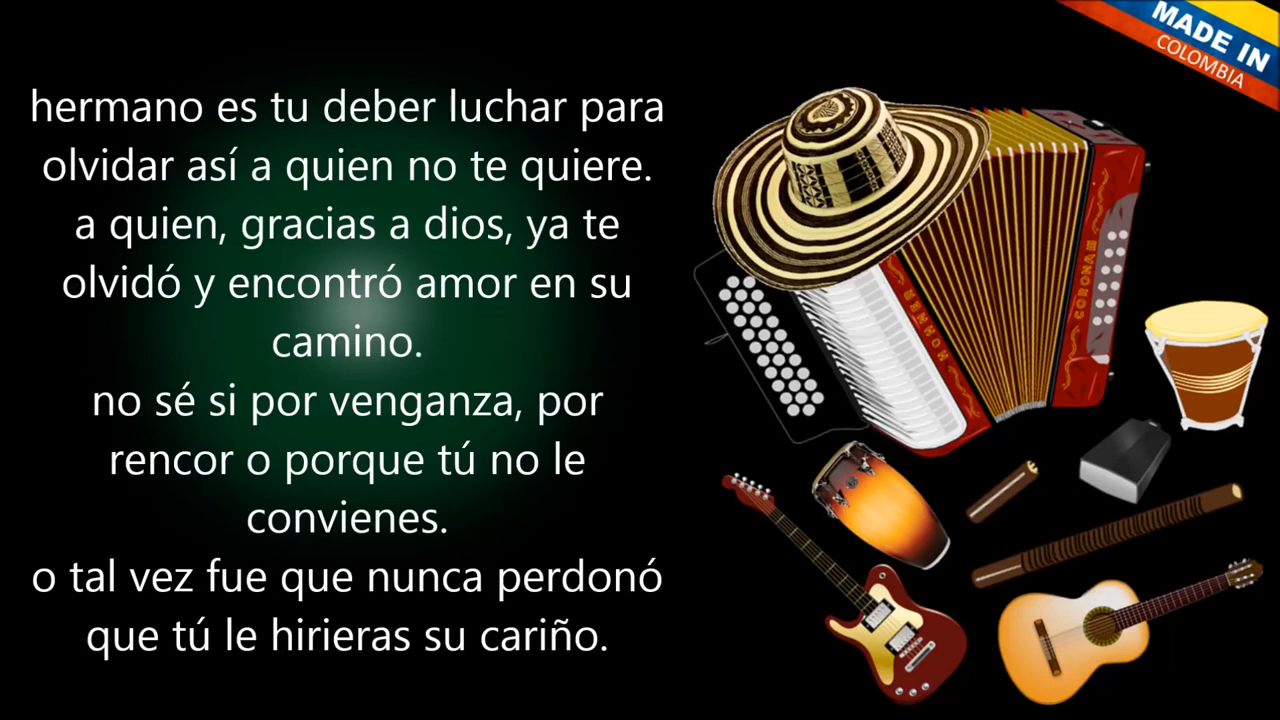 MADE IN
COLOMBIA
hermano es tu deber luchar para
olvidar así a quien no te quiere.
a quien, gracias a dios, ya te
olvidó y encontró amor en su
camino.
no sé si por venganza, por
rencor o porque tú no le
convienes.
o tal vez fue que nunca perdonó
que tú le hirieras su cariño.
HOHNER
CORONA III